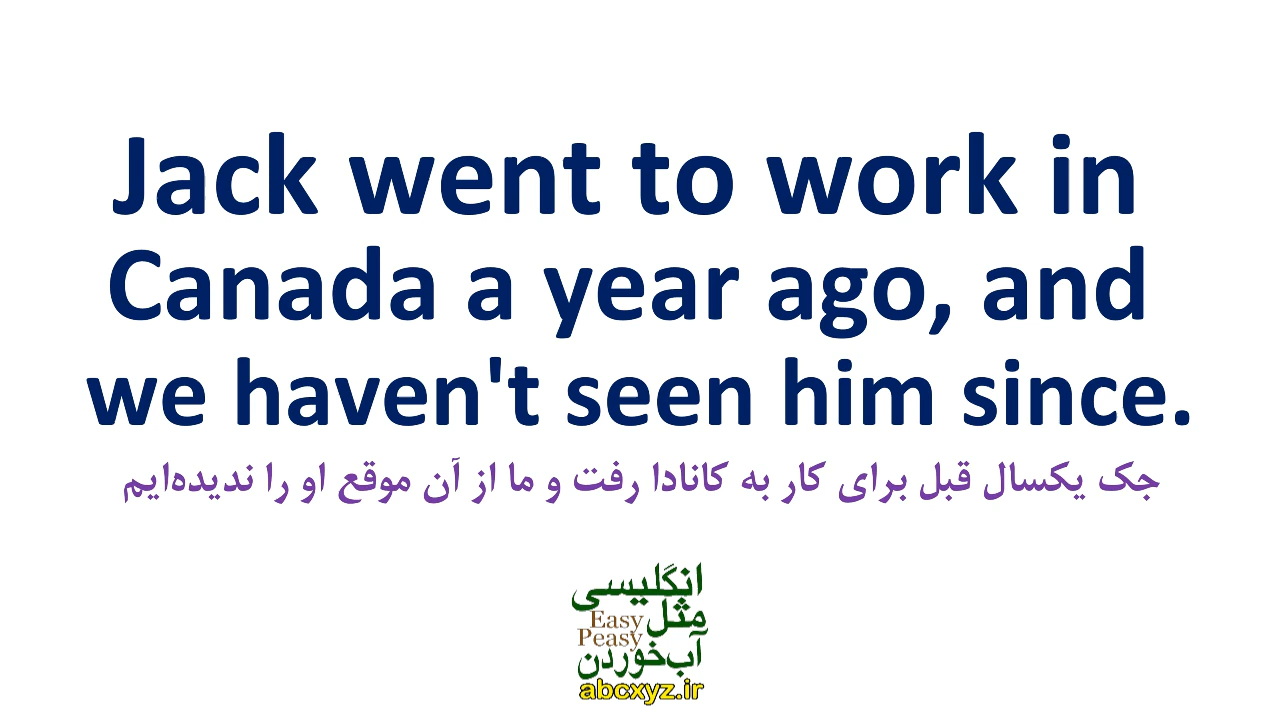 Jack went to work in
Canada a year ago, and
we haven't seen him since.
جک یکسال قبل برای کار به کانادا رفت و ما از آن موقع او را ندیده‌ایم
انگلیسی
مثل
Easy
Peasy
آب‌خوردن
abcxyz.ir